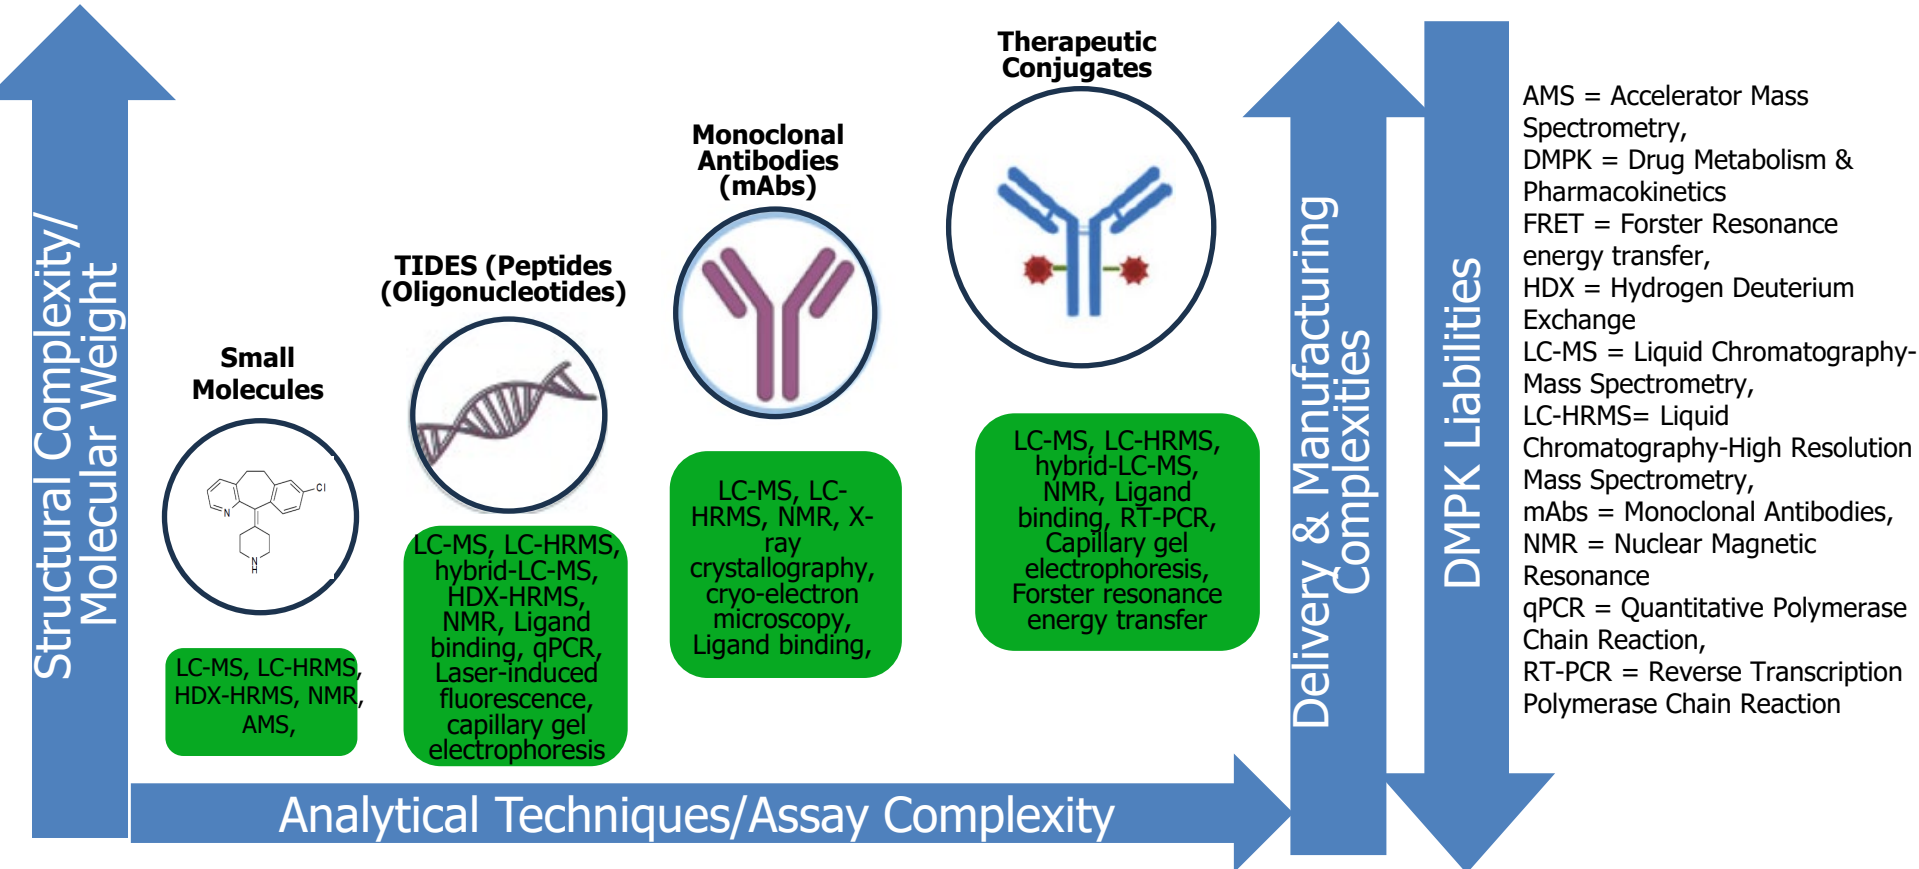 Structural Complexity/
Molecular Weight
Small
Molecules
Cl
N
N
H
LC-MS, LC-HRMS,
HDX-HRMS, NMR,
AMS,
TIDES (Peptides
(Oligonucleotides)
LC-MS, LC-HRMS,
hybrid-LC-MS,
HDX-HRMS,
NMR, Ligand
binding, qPCR,
Laser-induced
fluorescence,
capillary gel
electrophoresis
Monoclonal
Antibodies
(mAbs)
LC-MS, LC-
HRMS, NMR, X-
ray
crystallography,
cryo-electron
microscopy,
Ligand binding,
Therapeutic
Conjugates
LC-MS, LC-HRMS,
hybrid-LC-MS,
NMR, Ligand
binding, RT-PCR,
Capillary gel
electrophoresis,
Forster resonance
energy transfer
Analytical Techniques/Assay Complexity
Delivery & Manufacturing
Complexities
DMPK Liabilities
AMS = Accelerator Mass
Spectrometry,
DMPK = Drug Metabolism &
Pharmacokinetics
FRET = Forster Resonance
energy transfer,
HDX = Hydrogen Deuterium
Exchange
LC-MS = Liquid Chromatography-
Mass Spectrometry,
LC-HRMS= Liquid
Chromatography-High Resolution
Mass Spectrometry,
mAbs = Monoclonal Antibodies,
NMR = Nuclear Magnetic
Resonance
qPCR = Quantitative Polymerase
Chain Reaction,
RT-PCR = Reverse Transcription
Polymerase Chain Reaction